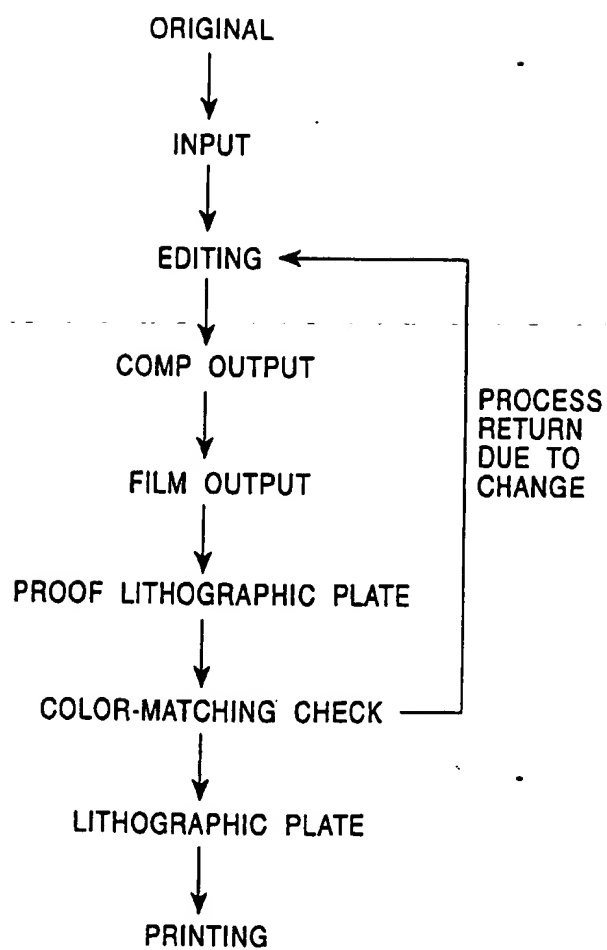 ORIGINAL
INPUT
EDITING
COMP OUTPUT
FILM OUTPUT
PROOF LITHOGRAPHIC PLATE
COLOR-MATCHING CHECK
LITHOGRAPHIC PLATE
PRINTING
PROCESS
RETURN
DUE TO
CHANGE